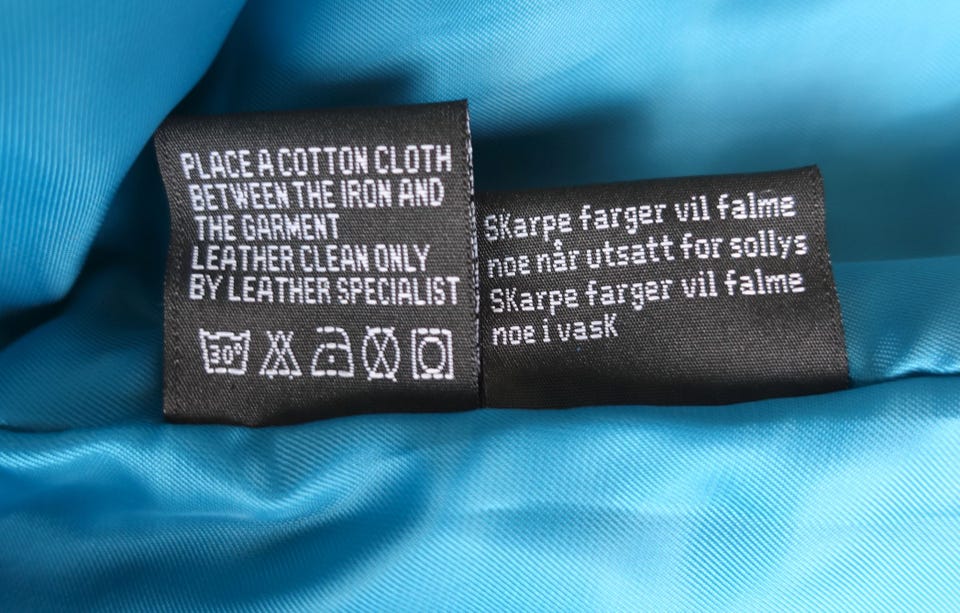 PLACE A COTTON CLOTH
BETWEEN THE IRON AND
THE GARMENT
LEATHER CLEAN ONLY
BY LEATHER SPECIALIST
30°
SKarpe farger vil falme
noe når utsatt for sollys
SKarpe farger vil falme
noe i vasK